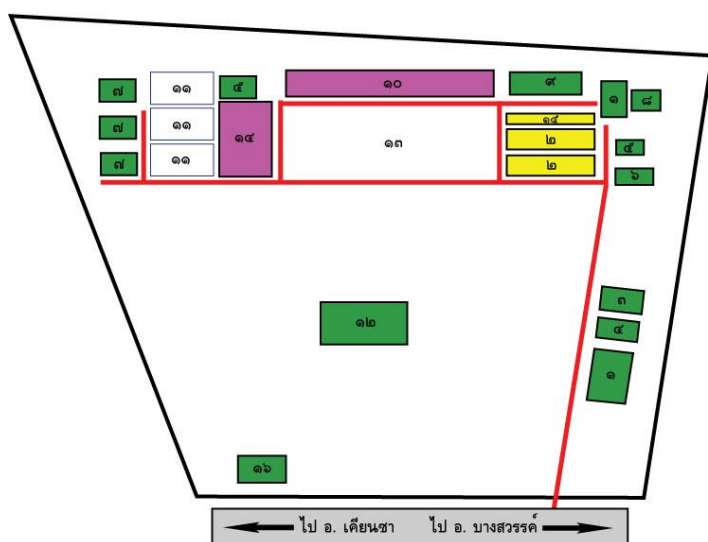 ๗ ๑๑ ๕ ๑๐ ๙ ๑ ๘
๗ ๑๑ ๑๔ ๑๓ ๑๕
๒ ๕
๗ ๑๑ ๒ ๖
๓
๑๒ ๔
๑
๑๖
ไป อ. เคียนซา ไป อ. บางสวรรค์